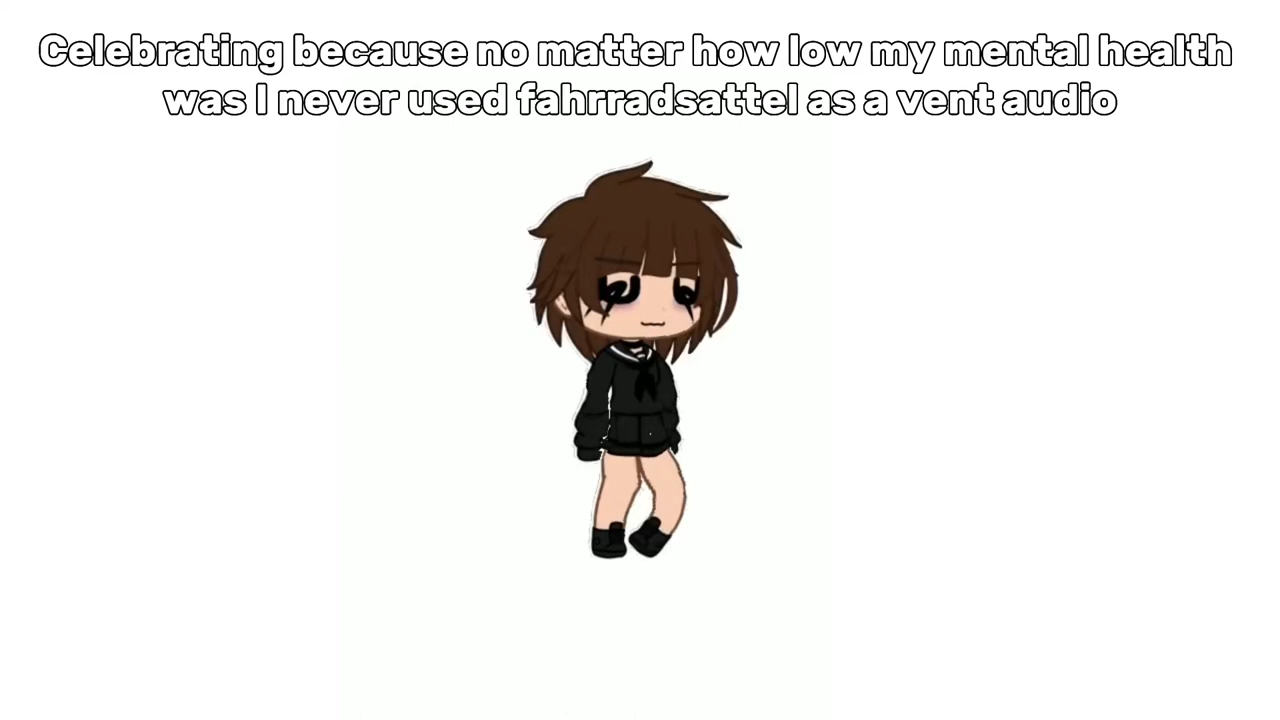 Celebrating because no matter how low my mental health
was I never used fahrradsattel as a vent audio